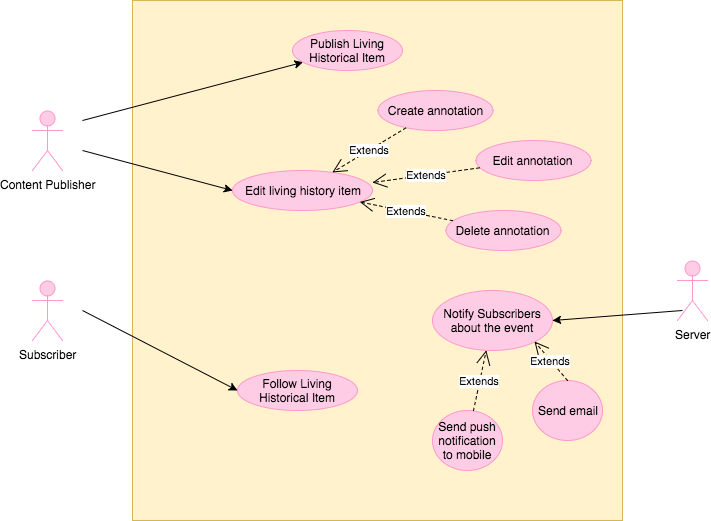 Publish Living
Historical Item
Create annotation
Extends
Edit annotation
Extends
Content Publisher
Edit living history item
Extends
Delete annotation
Notify Subscribers
about the event
Server
Subscriber
Extends
Extends
Follow Living
Historical Item
Send email
Send push
notification
to mobile